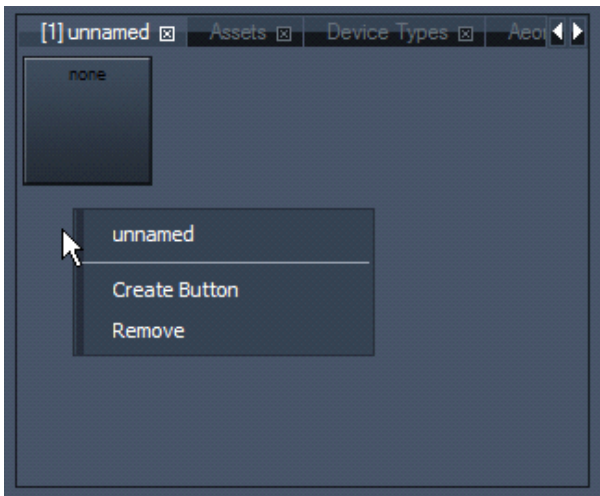 [1] unnamed Assets Device Types
none
unnamed
Create Button
Remove